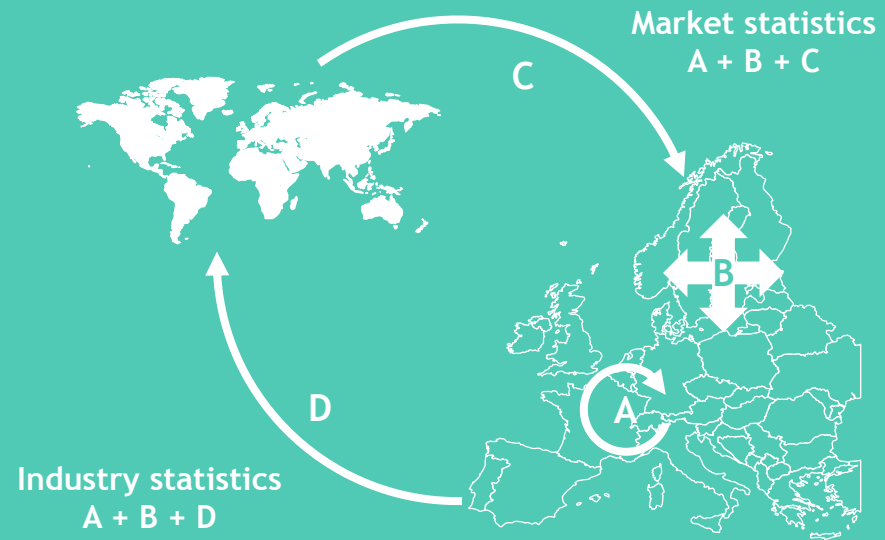 Market statistics
A + B + C
C
B
A
D
Industry statistics
A + B + D